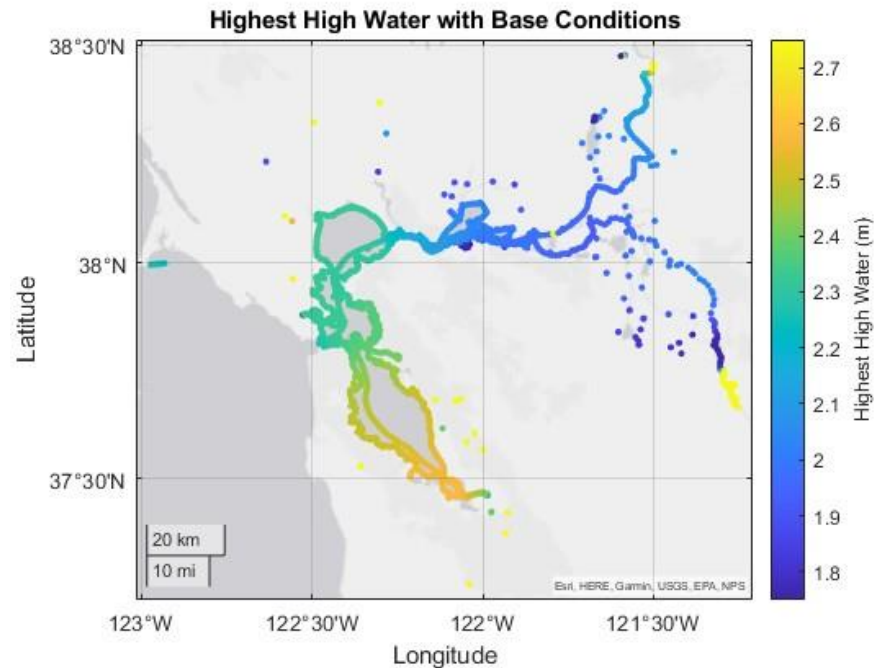 Highest High Water with Base Conditions
38°30'N
38°N
37°30'N
Latitude
20 km
10 mi
Esri, HERE, Garmin, USGS, EPA, NPS
123°W
122°30'W
122°W
121°30'W
Longitude
2.7
2.6
2.5
2.4
2.3
2.2
2.1
2
1.9
1.8
Highest High Water (m)